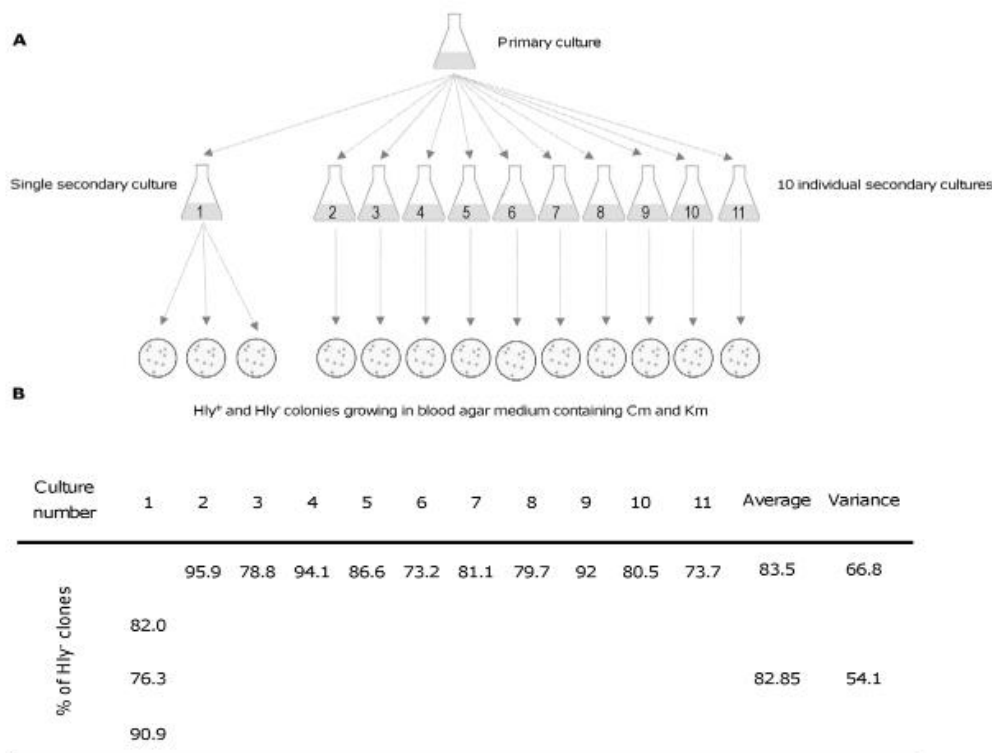 A
Primary culture
Single secondary culture
10 individual secondary cultures
1 2 3 4 5 6 7 8 9 10 11
B
Hly⁺ and Hly⁻ colonies growing in blood agar medium containing Cm and Km
Culture number 1 2 3 4 5 6 7 8 9 10 11 Average Variance
% of Hly⁻ clones
95.9 78.8 94.1 86.6 73.2 81.1 79.7 92 80.5 73.7 83.5 66.8
82.0
76.3 82.85 54.1
90.9